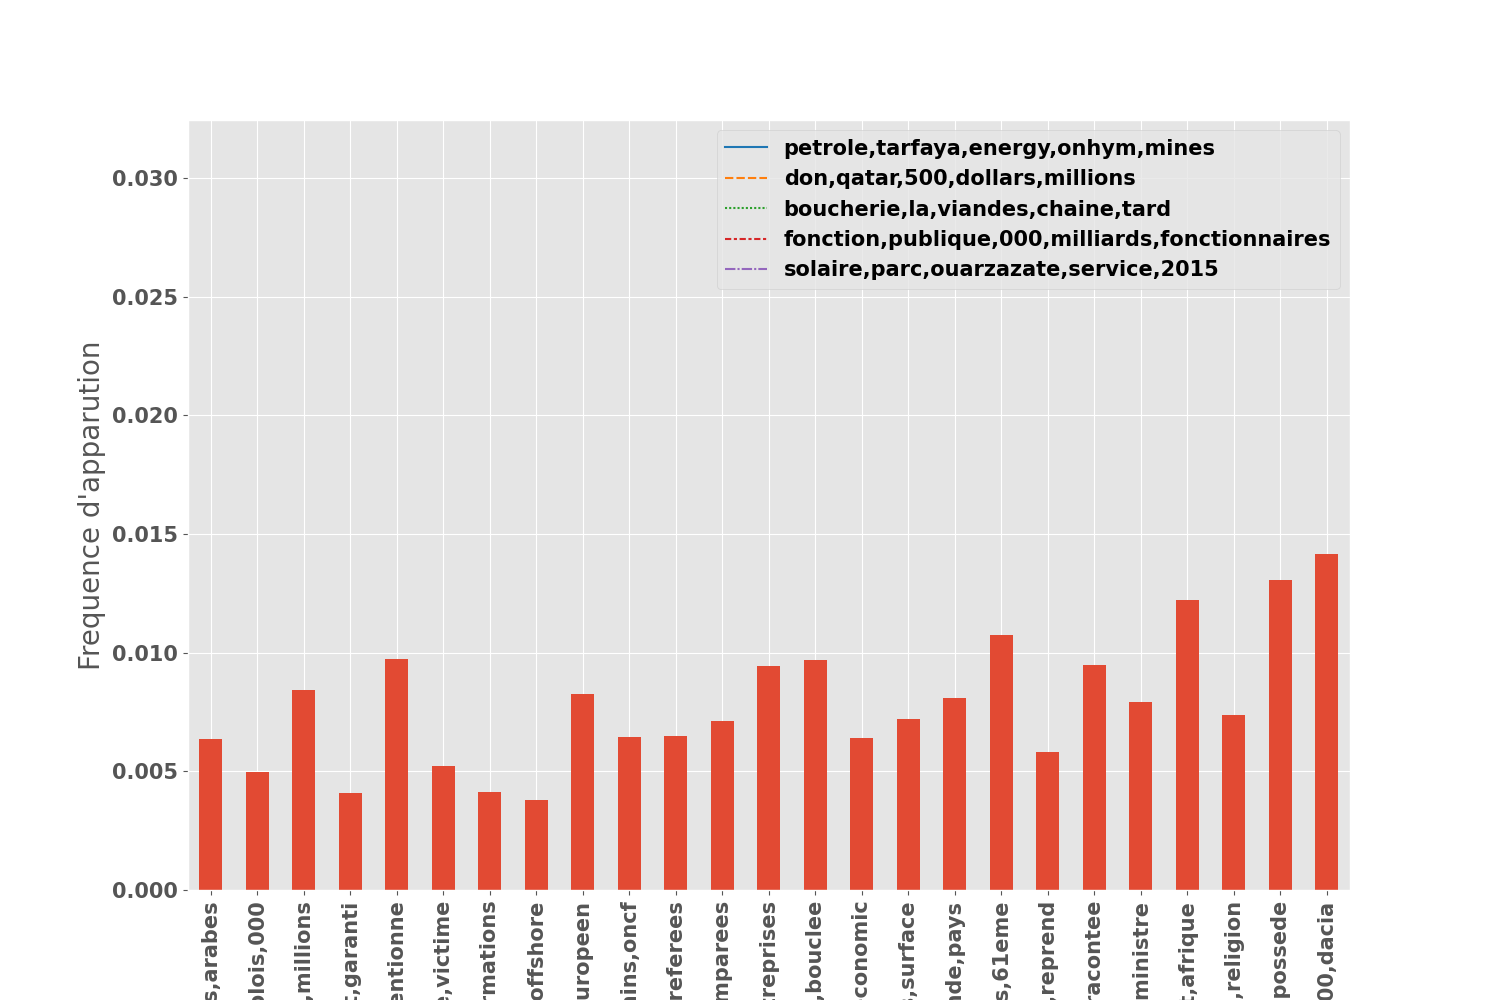 petrole,tarfaya,energy,onhym,mines
don,qatar,500,dollars,millions
boucherie,la,viandes,chaine,tard
fonction,publique,000,milliards,fonctionnaires
solaire,parc,ouarzazate,service,2015
Frequence d'apparution
0.030
0.025
0.020
0.015
0.010
0.005
0.000
s,arabes
plois,000
,millions
,garanti
entionne
,victime
rmations
offshore
uropeen
ains,oncf
referees
mparees
reprises
,bouclee
conomic
,surface
nde,pays
s,61eme
,reprend
racontee
ministre
t,afrique
,religion
possede
00,dacia